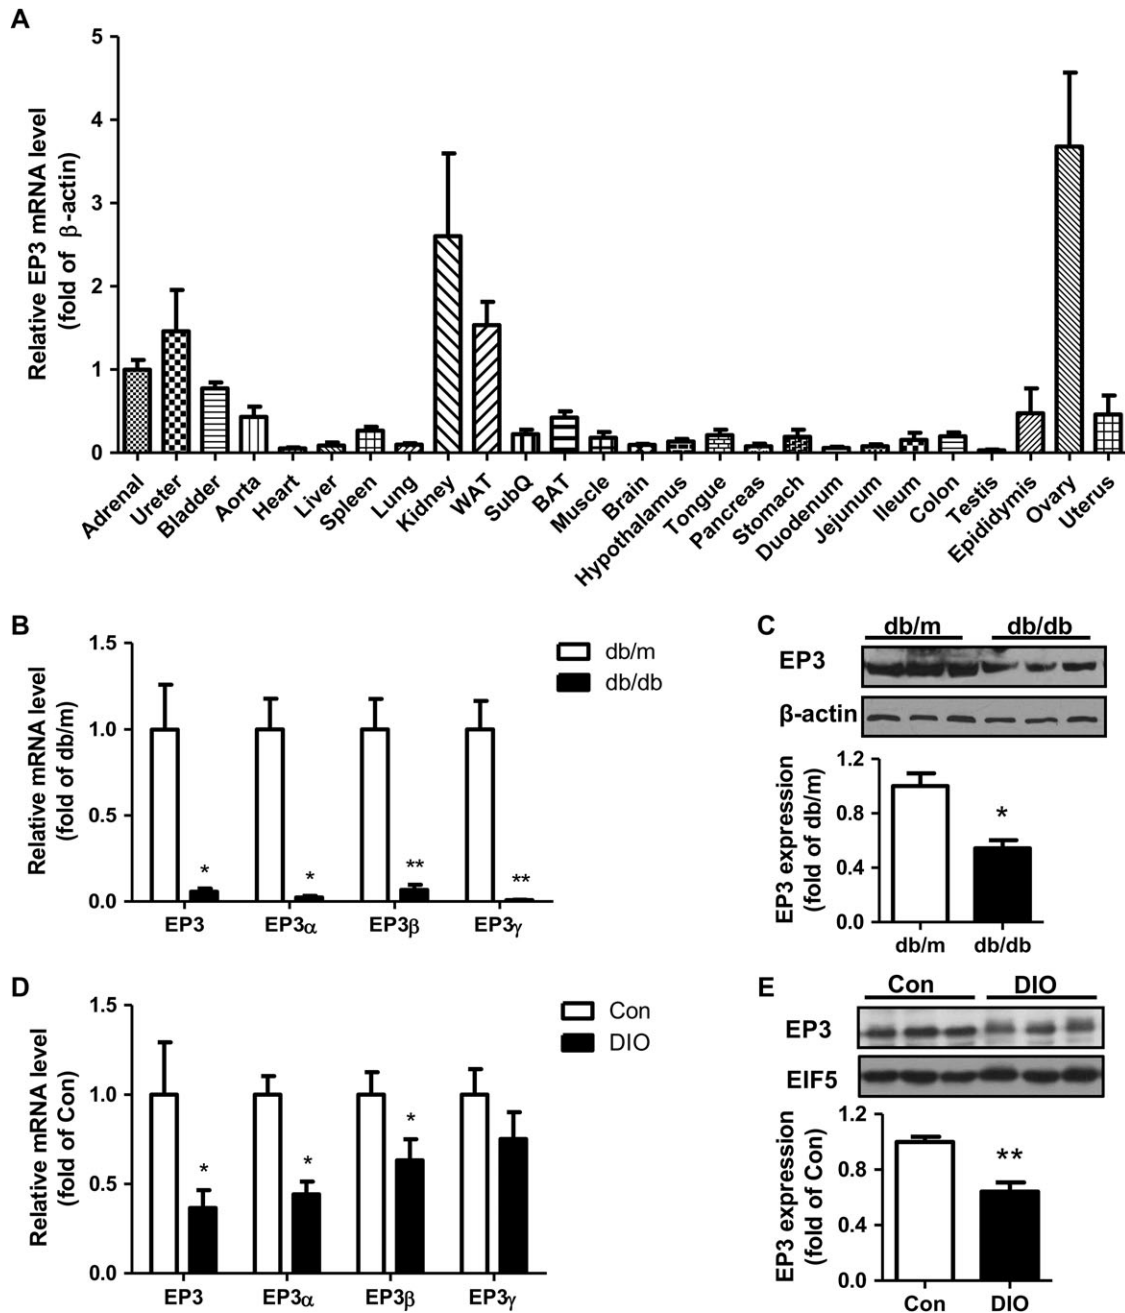 A
Relative EP3 mRNA level
(fold of β-actin)
5
4
3
2
1
0
Adrenal
Ureter
Bladder
Aorta
Heart
Liver
Spleen
Lung
Kidney
WAT
SubQ
BAT
Muscle
Brain
Hypothalamus
Tongue
Pancreas
Stomach
Duodenum
Jejunum
Ileum
Colon
Testis
Epididymis
Ovary
Uterus
B
Relative mRNA level
(fold of db/m)
1.5
1.0
0.5
0.0
db/m
db/db
* * ** **
EP3 EP3α EP3β EP3γ
C
db/m db/db
EP3
β-actin
EP3 expression
(fold of db/m)
1.2
0.8
0.4
0.0
*
db/m db/db
D
Relative mRNA level
(fold of Con)
1.5
1.0
0.5
0.0
Con
DIO
* * *
EP3 EP3α EP3β EP3γ
E
Con DIO
EP3
EIF5
EP3 expression
(fold of Con)
1.2
0.8
0.4
0.0
**
Con DIO